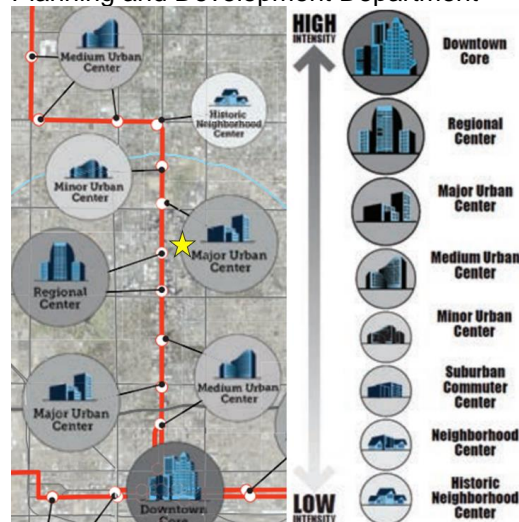 Planning and Development Department
Medium Urban
Center
Historic
Neighborhood
Center
Minor Urban
Center
Major Urban
Center
Regional
Center
Major Urban
Center
Medium Urban
Center
Downtown
Core
HIGH
INTENSITY
Downtown
Core
Regional
Center
Major Urban
Center
Medium Urban
Center
Minor Urban
Center
Suburban
Commuter
Center
Neighborhood
Center
Historic
Neighborhood
Center
LOW
INTENSITY